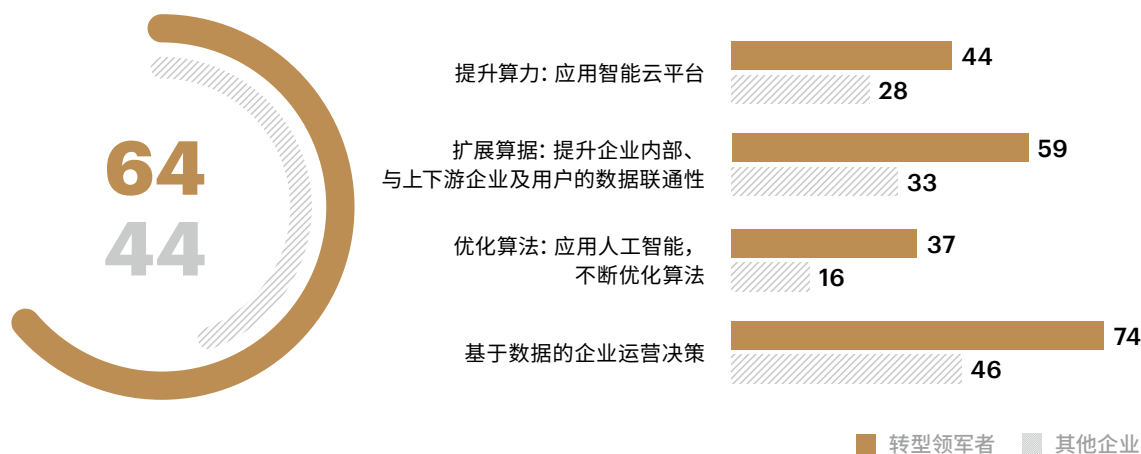 64
44
提升算力：应用智能云平台
44
28
扩展算据：提升企业内部、
与上下游企业及用户的数据联通性
59
33
优化算法：应用人工智能，
不断优化算法
37
16
基于数据的企业运营决策
74
46
转型领军者
其他企业